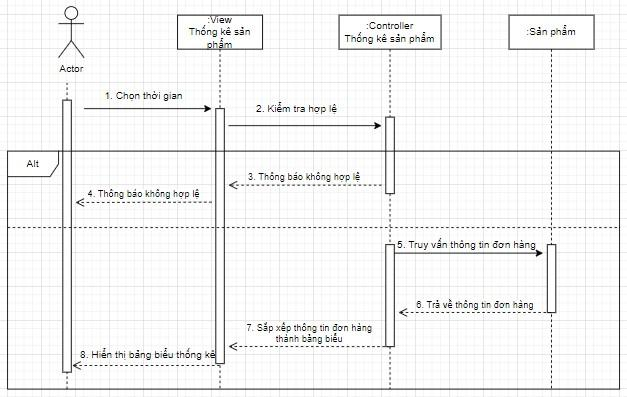 :View
Thống kê sản
phẩm
:Controller
Thống kê sản phẩm
:Sản phẩm
Actor
1. Chọn thời gian
2. Kiểm tra hợp lệ
Alt
3. Thông báo không hợp lệ
4. Thông báo không hợp lệ
5. Truy vấn thông tin đơn hàng
6. Trả về thông tin đơn hàng
7. Sắp xếp thông tin đơn hàng
thành bảng biểu
8. Hiển thị bảng biểu thống kê